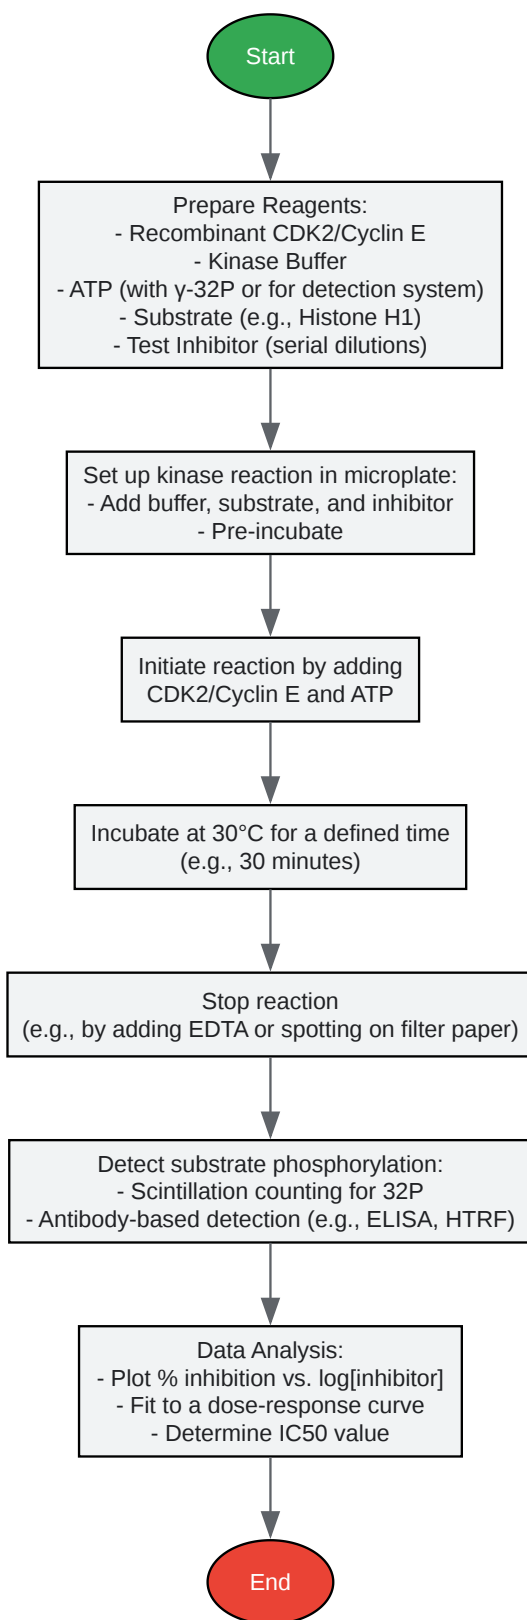 Start
Prepare Reagents:
- Recombinant CDK2/Cyclin E
- Kinase Buffer
- ATP (with γ-32P or for detection system)
- Substrate (e.g., Histone H1)
- Test Inhibitor (serial dilutions)
Set up kinase reaction in microplate:
- Add buffer, substrate, and inhibitor
- Pre-incubate
Initiate reaction by adding
CDK2/Cyclin E and ATP
Incubate at 30°C for a defined time
(e.g., 30 minutes)
Stop reaction
(e.g., by adding EDTA or spotting on filter paper)
Detect substrate phosphorylation:
- Scintillation counting for 32P
- Antibody-based detection (e.g., ELISA, HTRF)
Data Analysis:
- Plot % inhibition vs. log[inhibitor]
- Fit to a dose-response curve
- Determine IC50 value
End